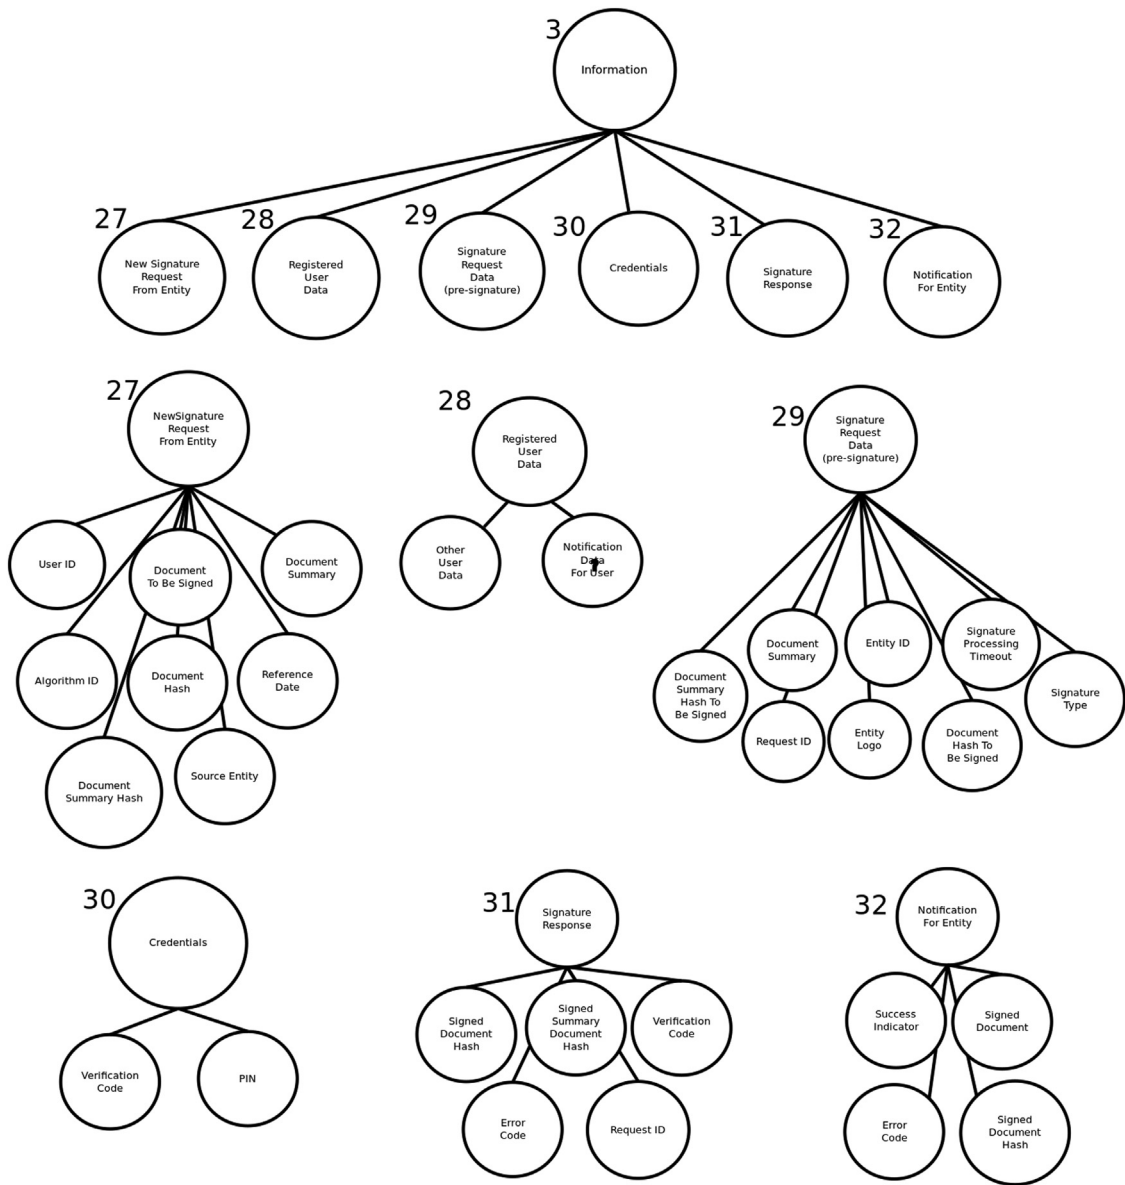 3
Information
27
New Signature
Request
From Entity
28
Registered
User
Data
29
Signature
Request
Data
(pre-signature)
30
Credentials
31
Signature
Response
32
Notification
For Entity
27
NewSignature
Request
From Entity
User ID
Document
To Be Signed
Document
Summary
Algorithm ID
Document
Hash
Reference
Date
Document
Summary Hash
Source Entity
28
Registered
User
Data
Other
User
Data
Notification
Data
For User
29
Signature
Request
Data
(pre-signature)
Document
Summary
Entity ID
Signature
Processing
Timeout
Document
Summary
Hash To
Be Signed
Signature
Type
Request ID
Entity
Logo
Document
Hash To
Be Signed
30
Credentials
Verification
Code
PIN
31
Signature
Response
Signed
Document
Hash
Signed
Summary
Document
Hash
Verification
Code
Error
Code
Request ID
32
Notification
For Entity
Success
Indicator
Signed
Document
Error
Code
Signed
Document
Hash